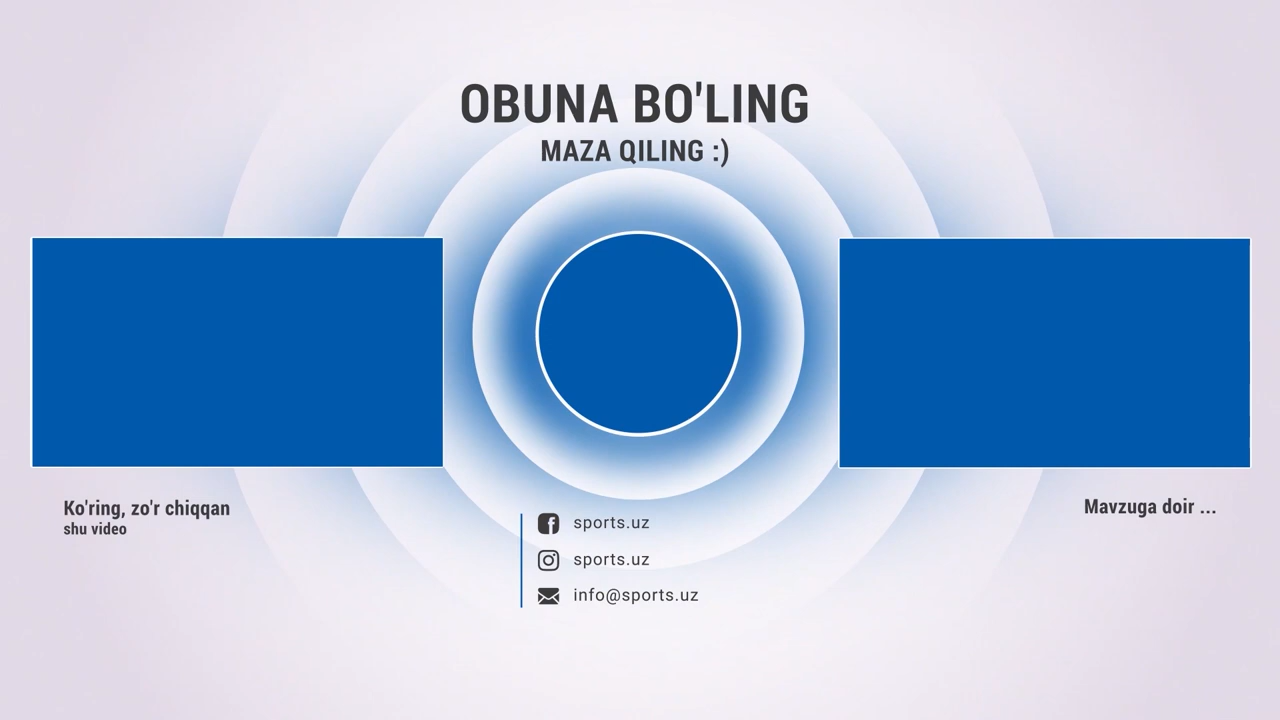 OBUNA BO'LING
MAZA QILING :)
Ko'ring, zo'r chiqqan
shu video
Mavzuga doir ...
sports.uz
sports.uz
info@sports.uz